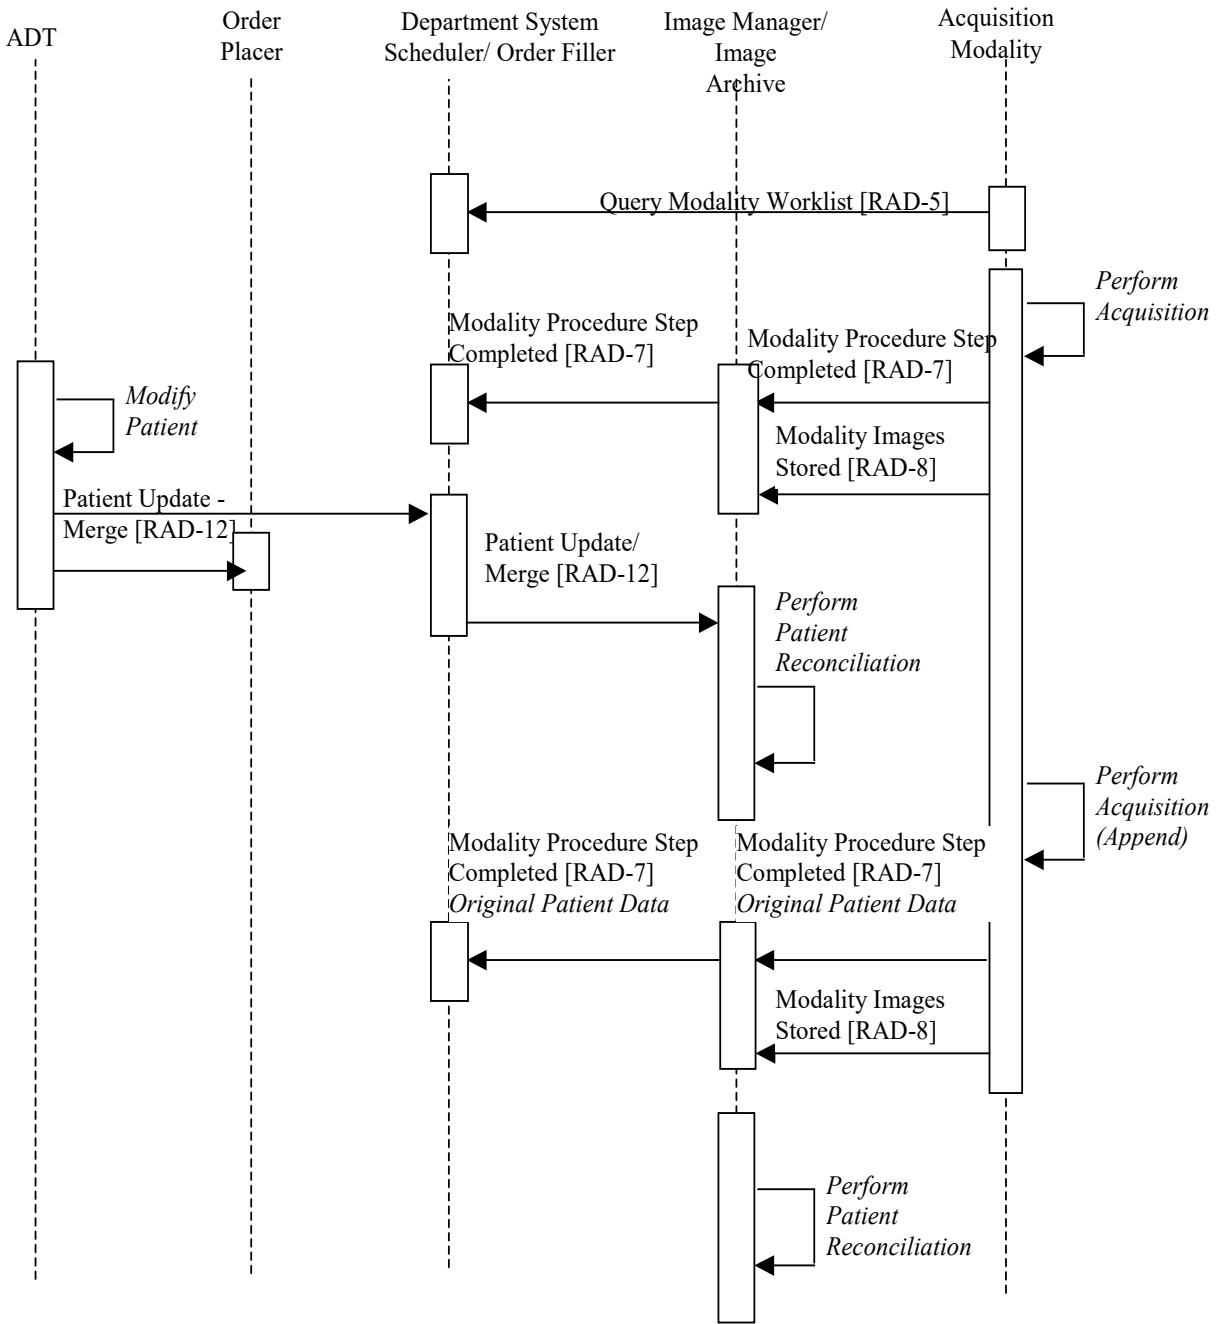 ADT
Order
Placer
Department System
Scheduler/ Order Filler
Image Manager/
Image
Archive
Acquisition
Modality
Query Modality Worklist [RAD-5]
Perform
Acquisition
Modality Procedure Step
Completed [RAD-7]
Modality Procedure Step
Completed [RAD-7]
Modify
Patient
Modality Images
Stored [RAD-8]
Patient Update -
Merge [RAD-12]
Patient Update/
Merge [RAD-12]
Perform
Patient
Reconciliation
Perform
Acquisition
(Append)
Modality Procedure Step
Completed [RAD-7]
Original Patient Data
Modality Procedure Step
Completed [RAD-7]
Original Patient Data
Modality Images
Stored [RAD-8]
Perform
Patient
Reconciliation